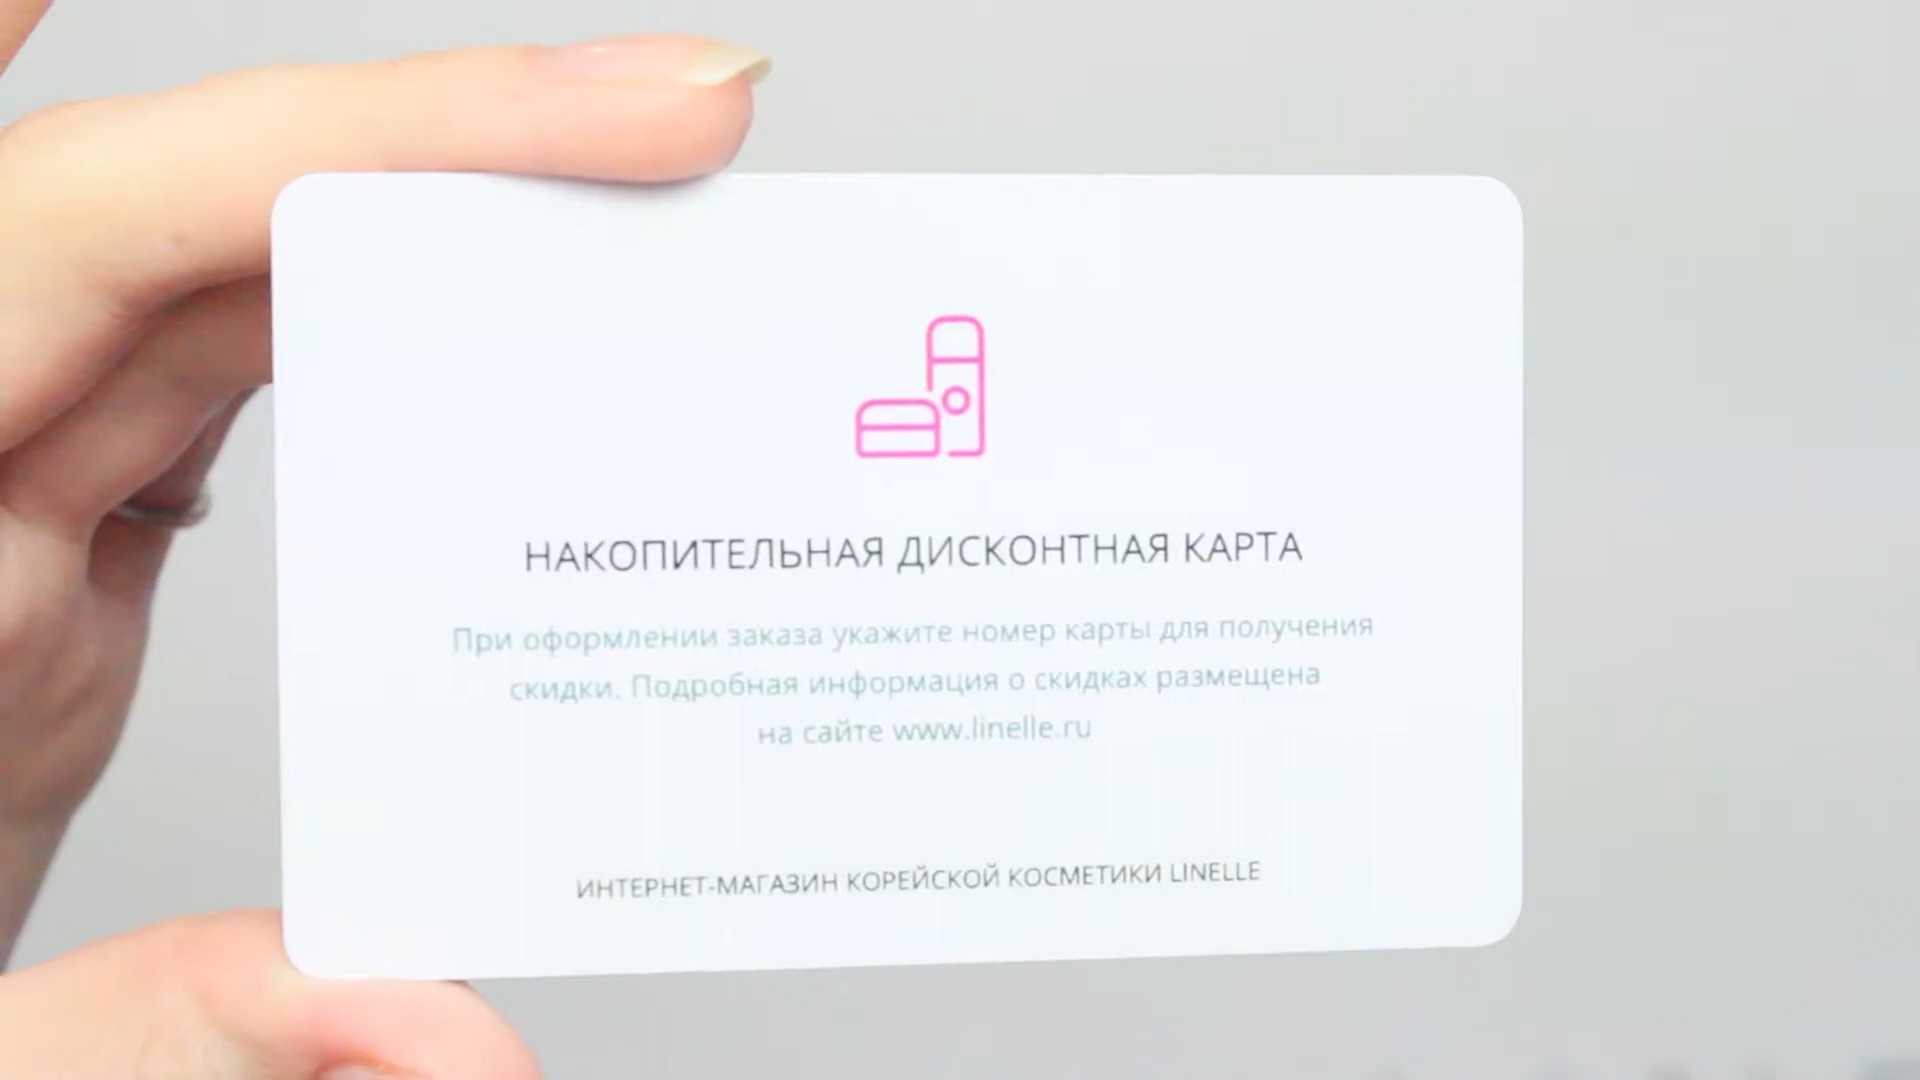 НАКОПИТЕЛЬНАЯ ДИСКОНТНАЯ КАРТА
При оформлении заказа укажите номер карты для получения
скидки. Подробная информация о скидках размещена
на сайте www.linelle.ru
ИНТЕРНЕТ-МАГАЗИН КОРЕЙСКОЙ КОСМЕТИКИ LINELLE